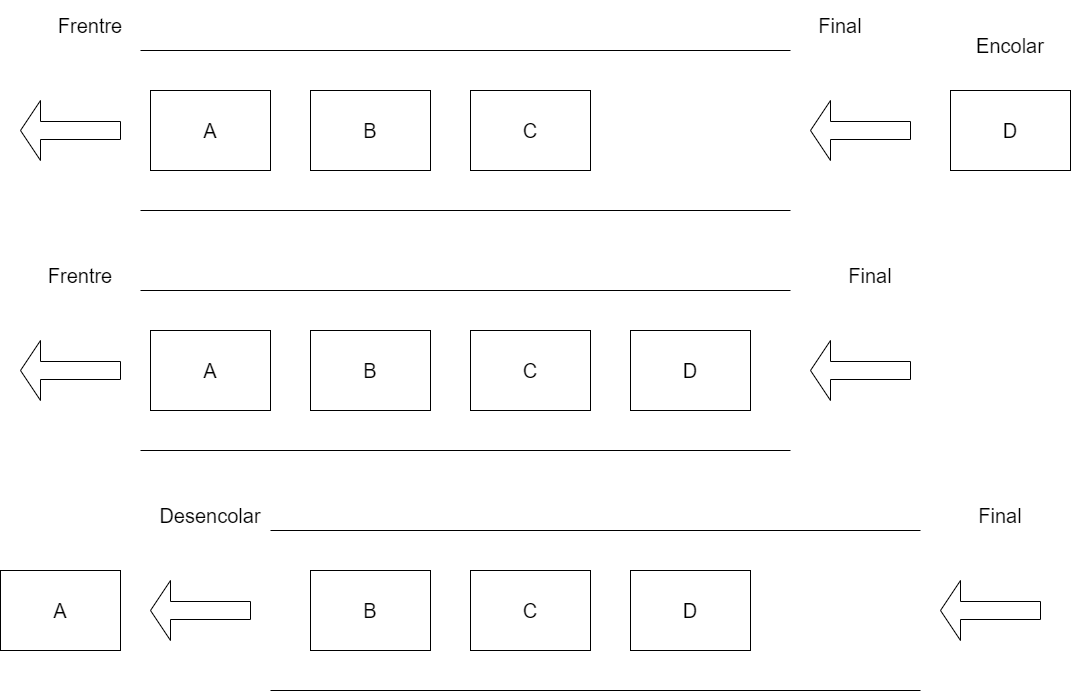 Frentre
Final
Encolar
A
B
C
D
Frentre
Final
A
B
C
D
Desencolar
Final
A
B
C
D